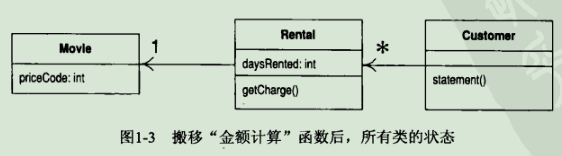 Movie
priceCode: int
1
Rental
daysRented: int
getCharge()
*
Customer
statement()
图1-3 搬移“金额计算”函数后，所有类的状态